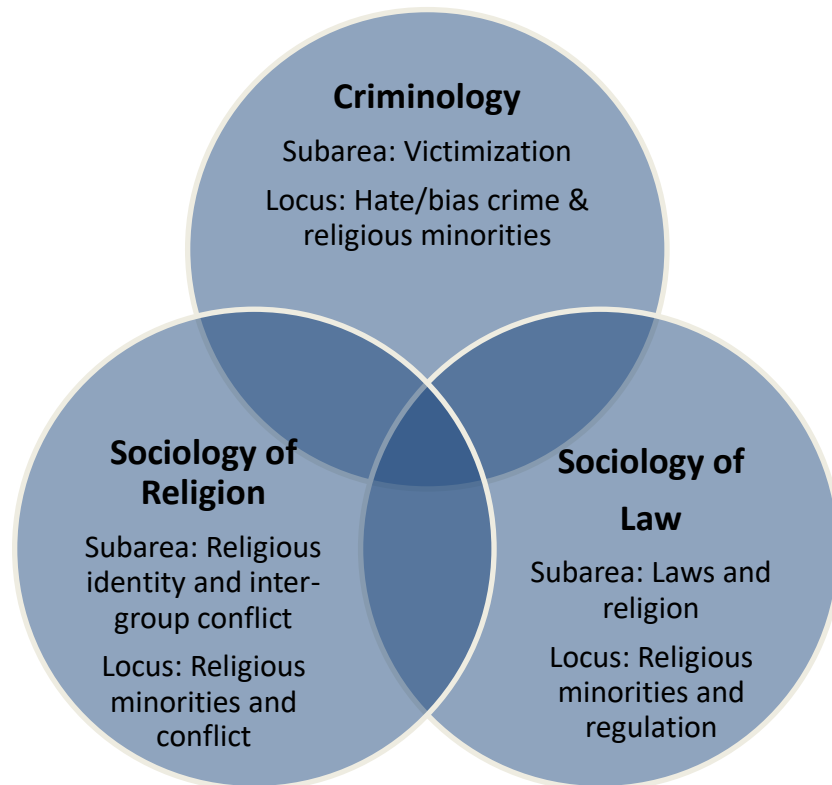 Criminology
Subarea: Victimization
Locus: Hate/bias crime &
religious minorities
Sociology of
Religion
Subarea: Religious
identity and inter-
group conflict
Locus: Religious
minorities and
conflict
Sociology of
Law
Subarea: Laws and
religion
Locus: Religious
minorities and
regulation